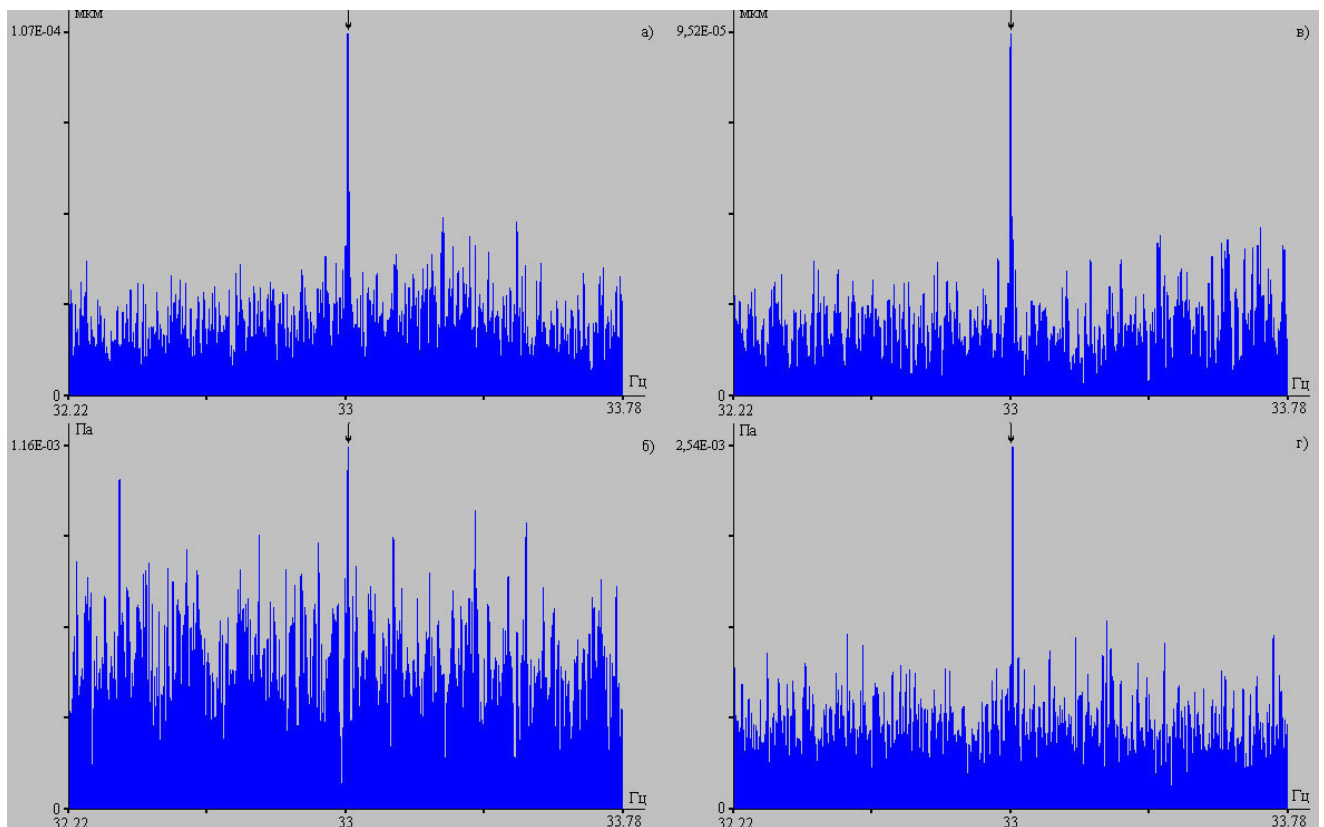 мкм
1.07E-04
а)
0
32.22
33
33.78
Гц
мкм
9,52E-05
в)
0
32.22
33
33.78
Гц
Па
1.16E-03
б)
0
32.22
33
33.78
Гц
Па
2,54E-03
г)
0
32.22
33
33.78
Гц